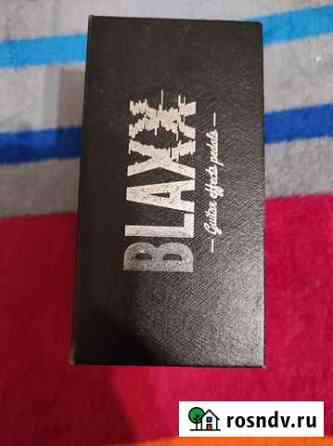 BLAXX
— Guitar effects pedals —
rosndv.ru